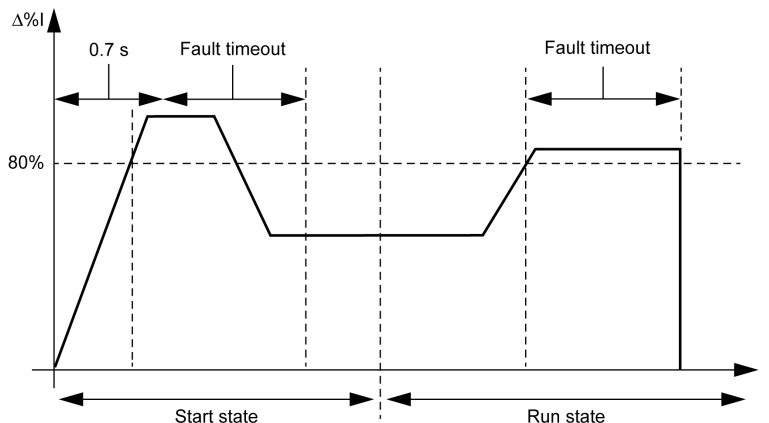 Δ%I
0.7 s
Fault timeout
Fault timeout
80%
Start state
Run state